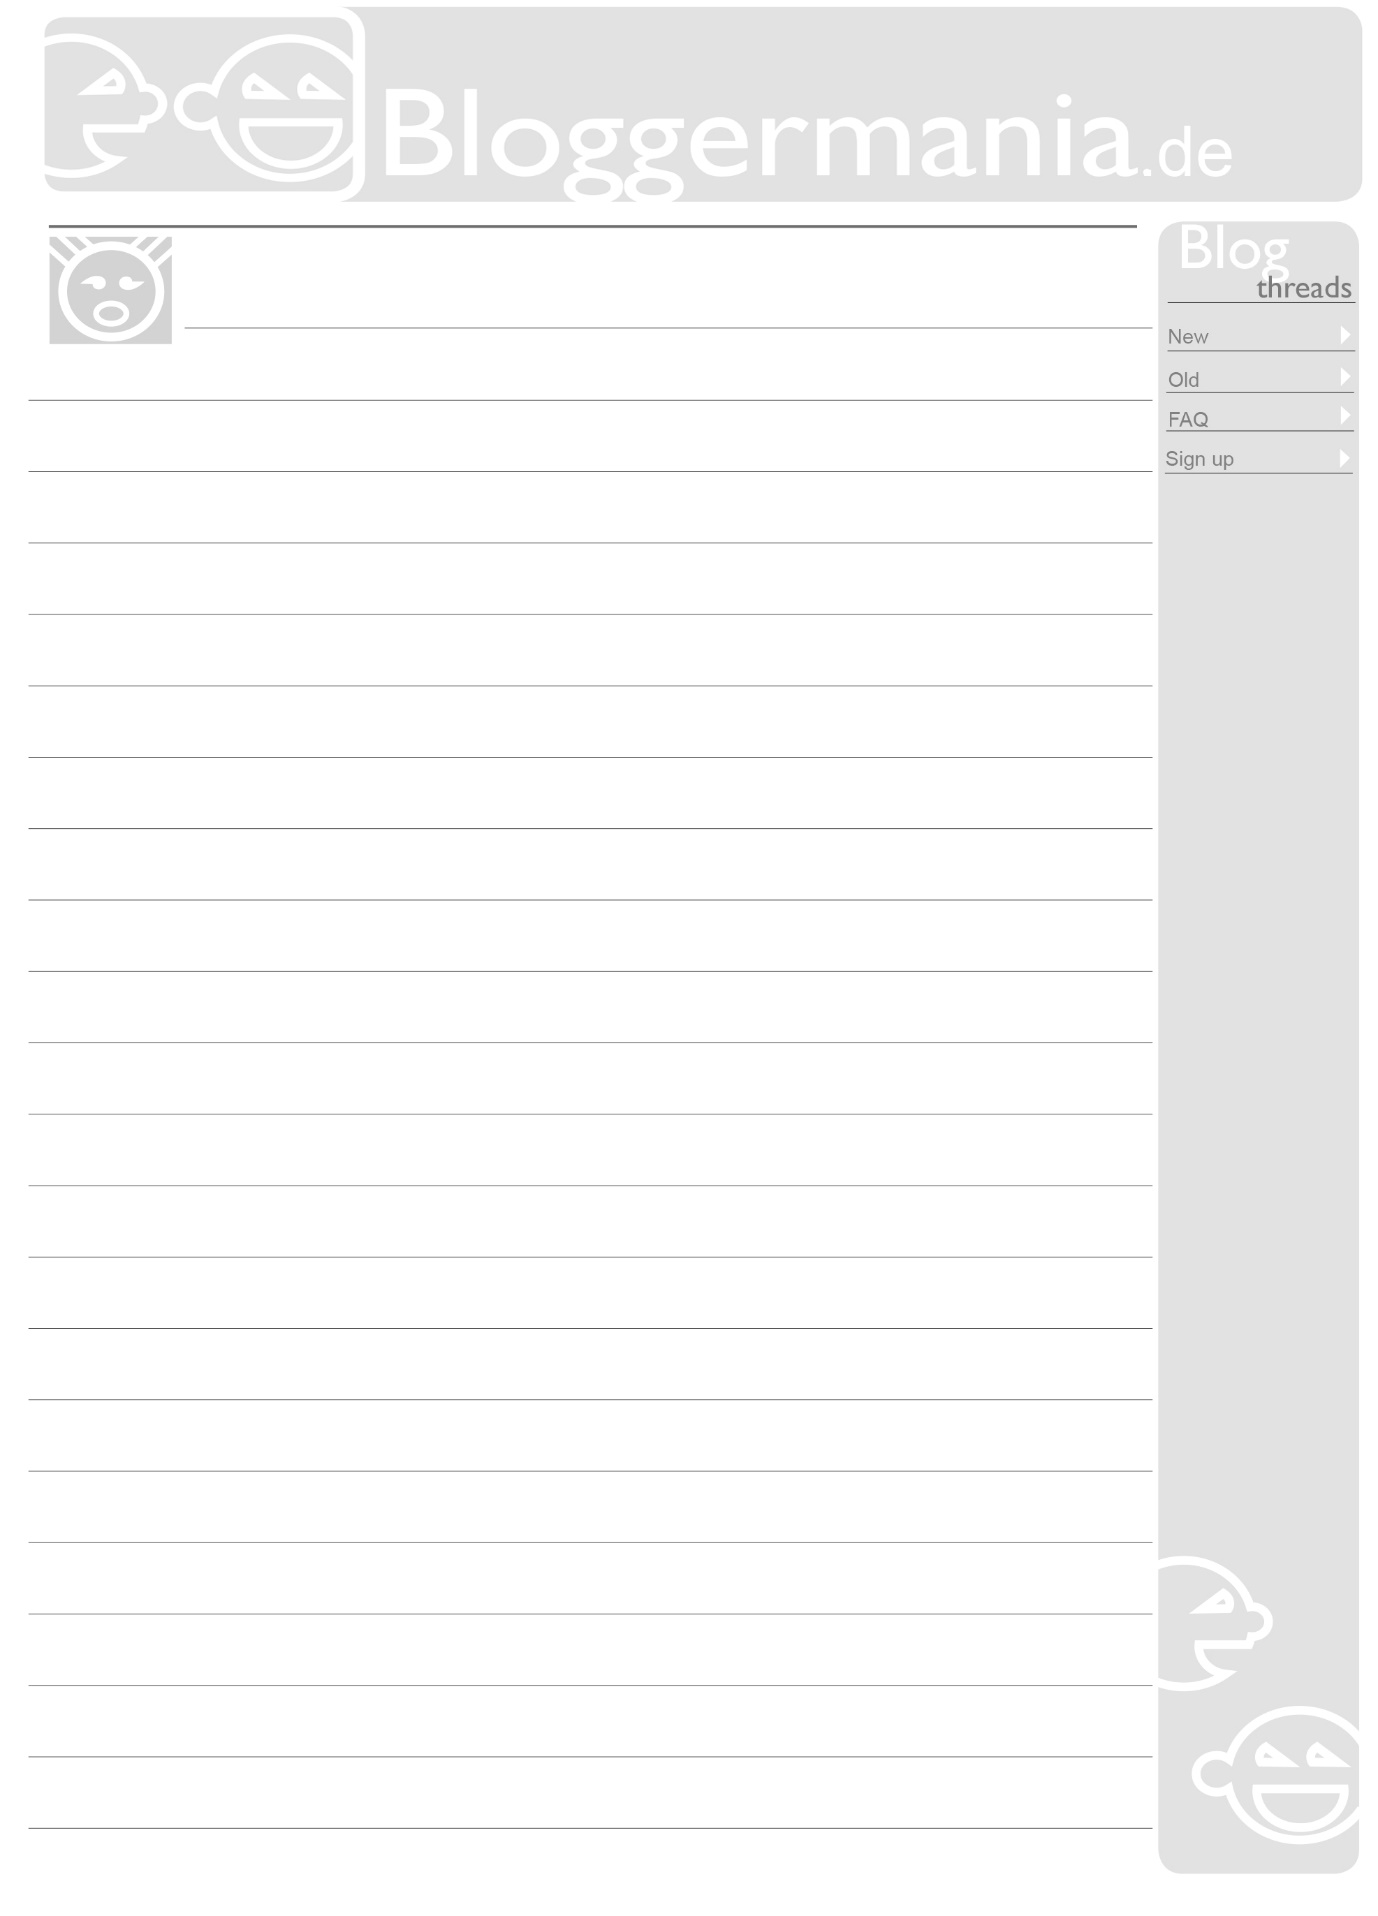 Bloggermania.de
Blog
threads
New
Old
FAQ
Sign up